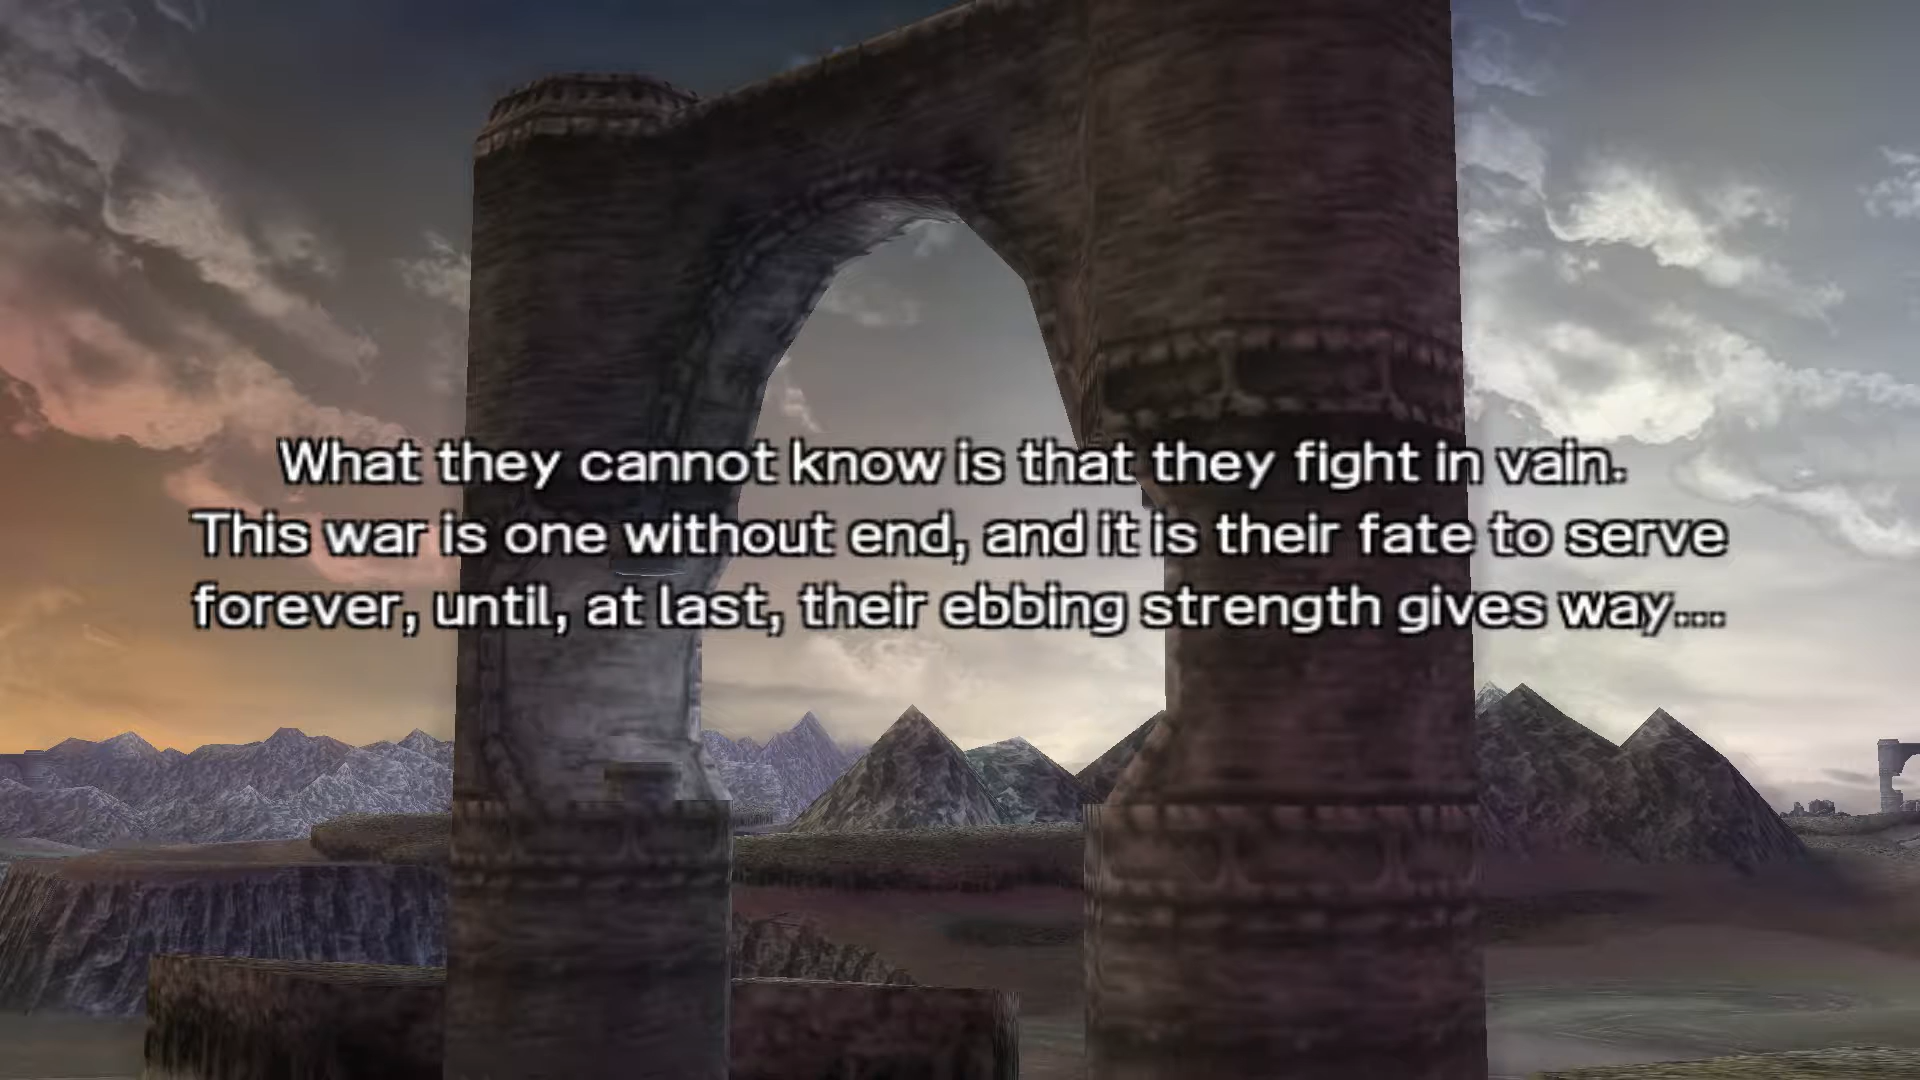 What they cannot know is that they fight in vain.
This war is one without end, and it is their fate to serve
forever, until, at last, their ebbing strength gives way...